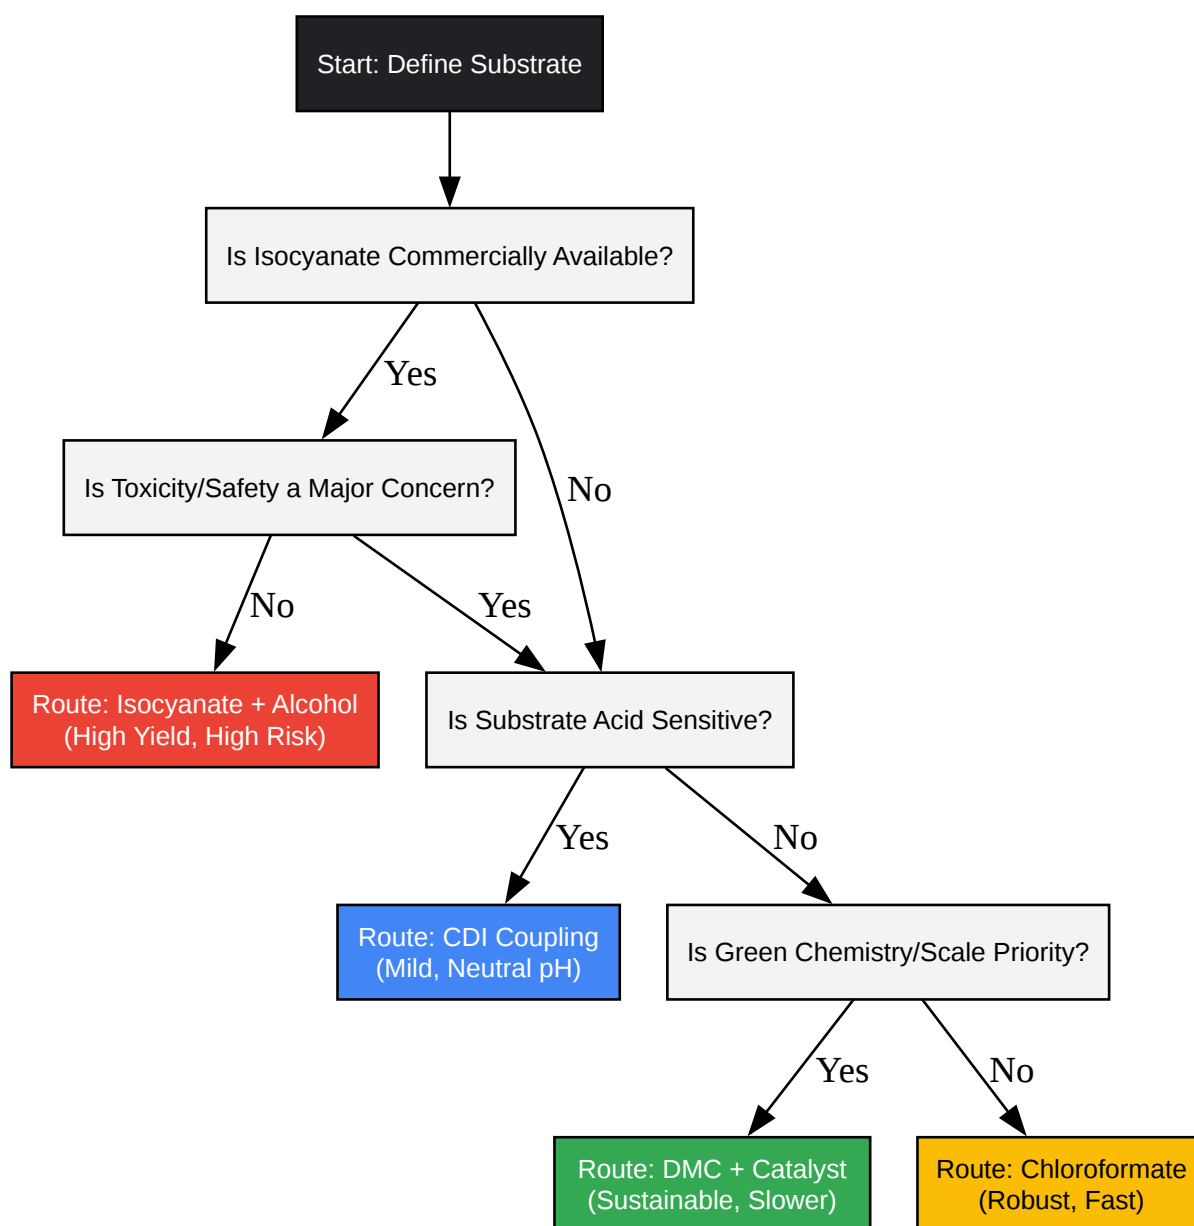 Start: Define Substrate
Is Isocyanate Commercially Available?
Yes
Is Toxicity/Safety a Major Concern?
No
No
Yes
Route: Isocyanate + Alcohol
(High Yield, High Risk)
Is Substrate Acid Sensitive?
Yes
No
Route: CDI Coupling
(Mild, Neutral pH)
Is Green Chemistry/Scale Priority?
Yes
No
Route: DMC + Catalyst
(Sustainable, Slower)
Route: Chloroformate
(Robust, Fast)